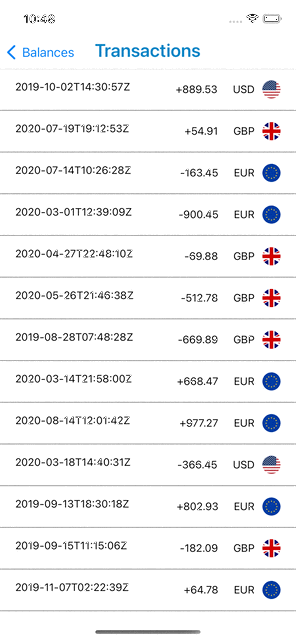 10:48
Balances Transactions
2019-10-02T14:30:57Z +889.53 USD
2020-07-19T19:12:53Z +54.91 GBP
2020-07-14T10:26:28Z -163.45 EUR
2020-03-01T12:39:09Z -900.45 EUR
2020-04-27T22:48:10Z -69.88 GBP
2020-05-26T21:46:38Z -512.78 GBP
2019-08-28T07:48:28Z -669.89 GBP
2020-03-14T21:58:00Z +668.47 EUR
2020-08-14T12:01:42Z +977.27 EUR
2020-03-18T14:40:31Z -366.45 USD
2019-09-13T18:30:18Z +802.93 EUR
2019-09-15T11:15:06Z -182.09 GBP
2019-11-07T02:22:39Z +64.78 EUR